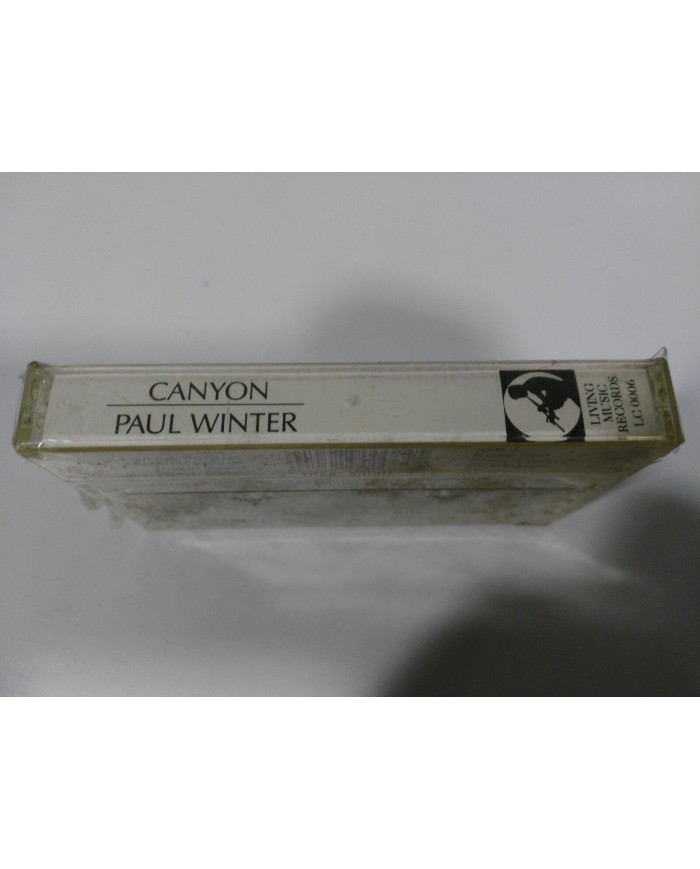 CANYON
PAUL WINTER
LIVING
MUSIC
RECORDS
LC 0006